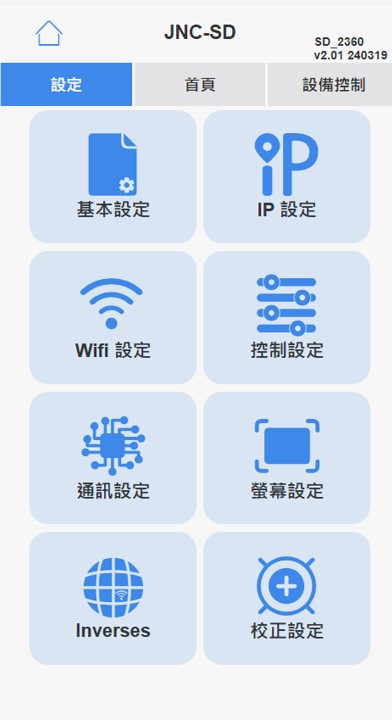 JNC-SD
SD_2360
v2.01 240319
設定
首頁
設備控制
基本設定
IP 設定
Wifi 設定
控制設定
通訊設定
螢幕設定
Inverses
校正設定